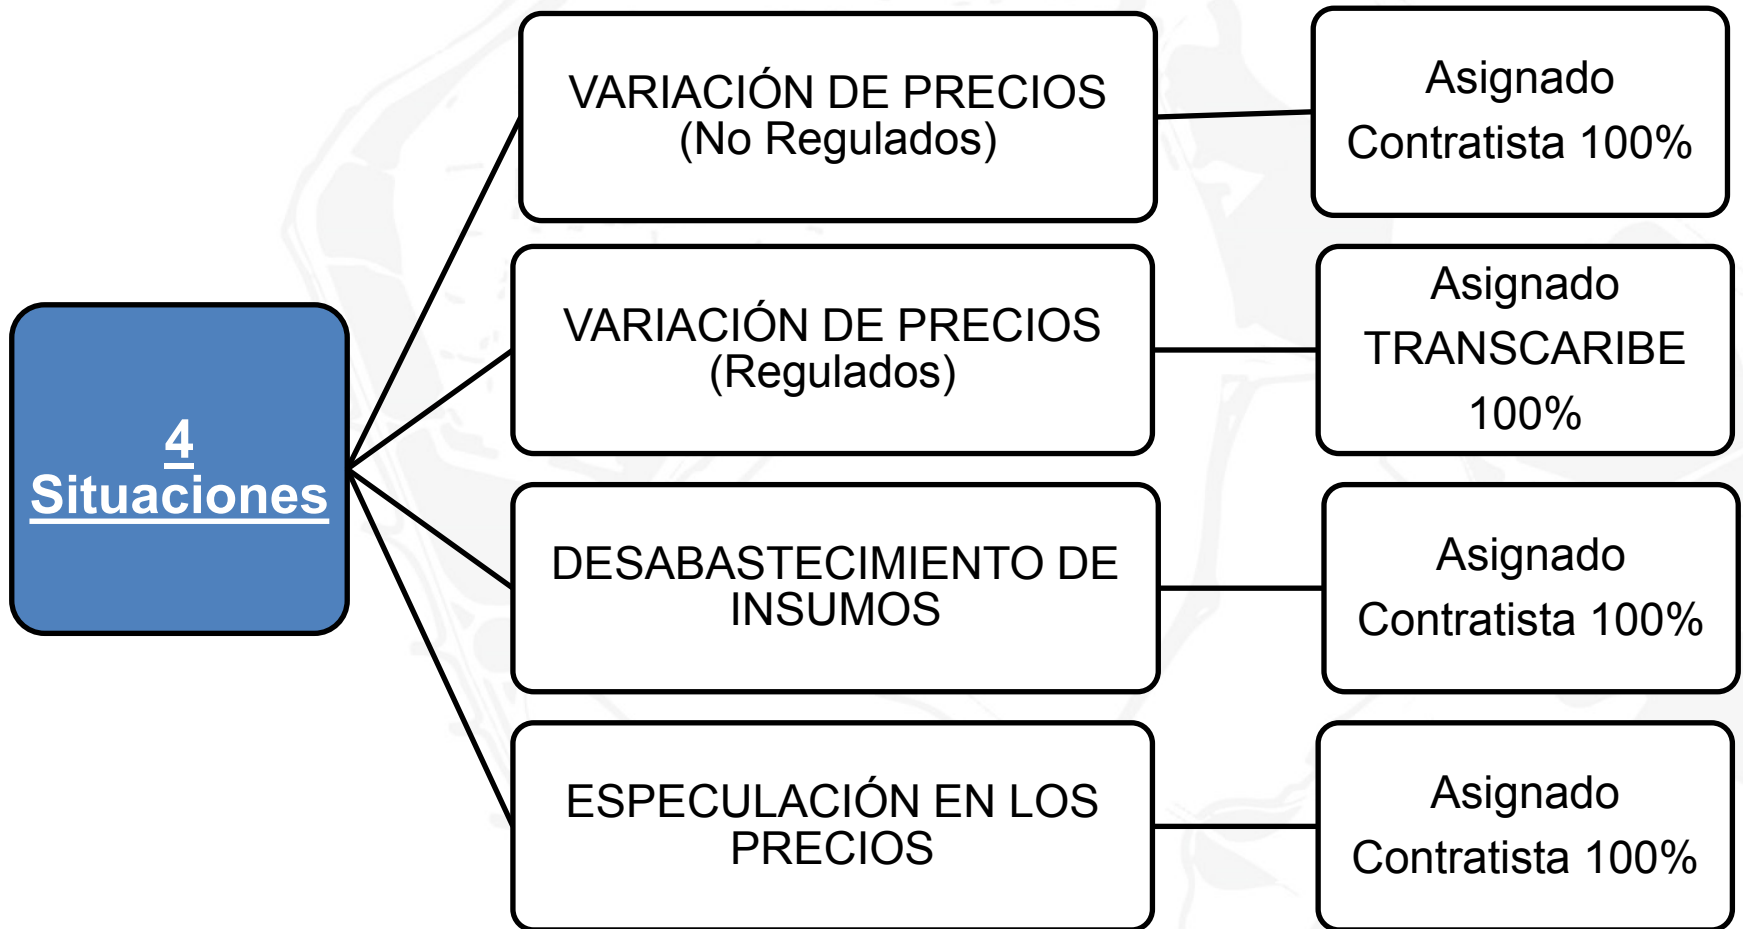 4
Situaciones
VARIACIÓN DE PRECIOS
(No Regulados)
Asignado
Contratista 100%
VARIACIÓN DE PRECIOS
(Regulados)
Asignado
TRANSCARIBE
100%
DESABASTECIMIENTO DE
INSUMOS
Asignado
Contratista 100%
ESPECULACIÓN EN LOS
PRECIOS
Asignado
Contratista 100%